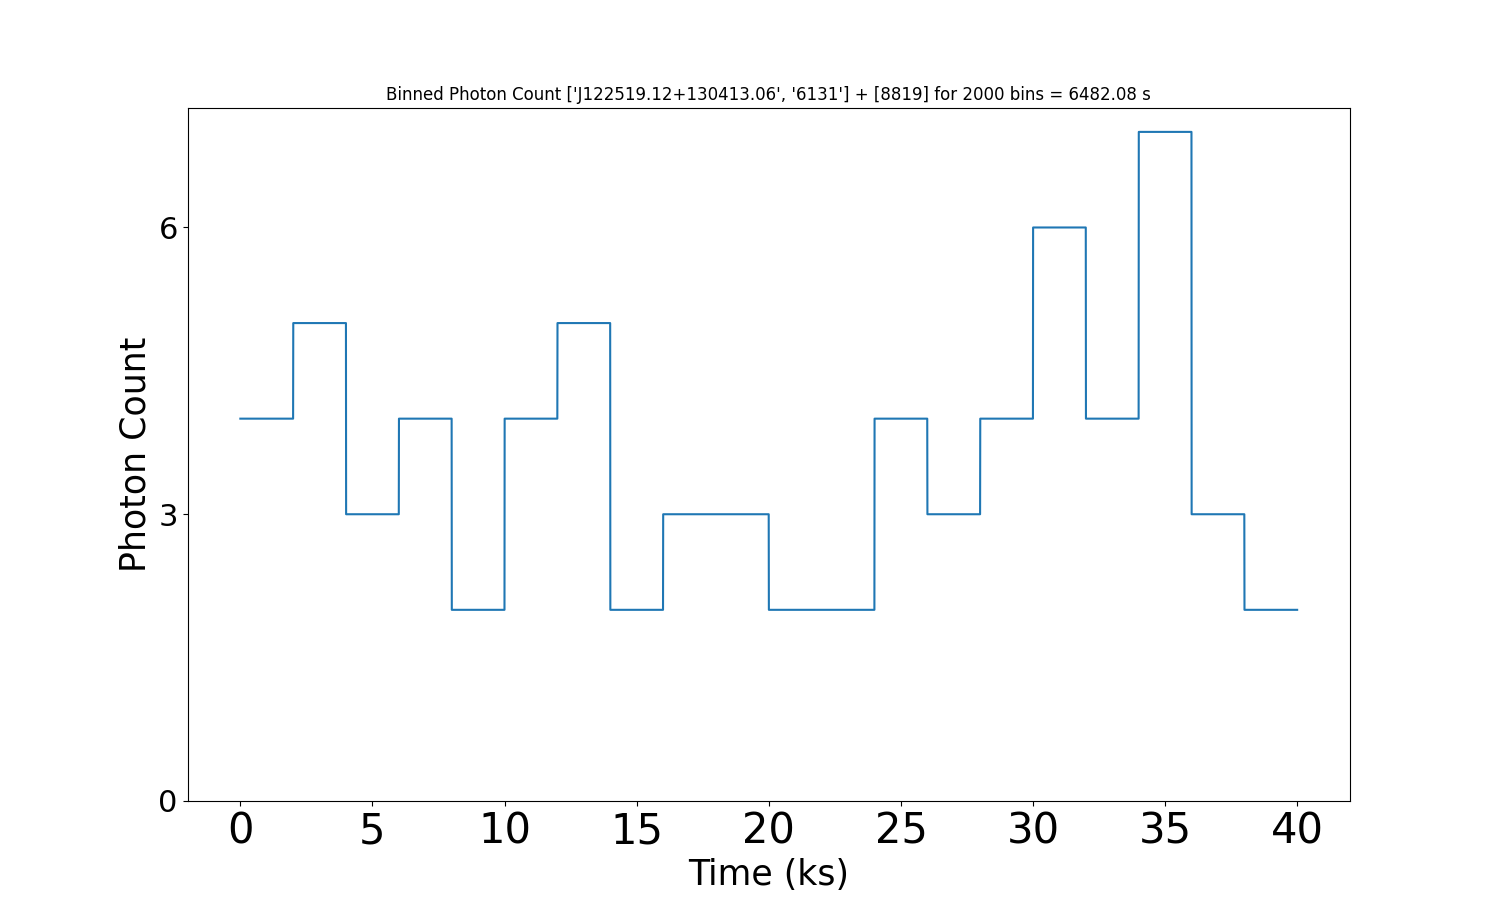 Binned Photon Count ['J122519.12+130413.06', '6131'] + [8819] for 2000 bins = 6482.08 s
6
3
0
Photon Count
0 5 10 15 20 25 30 35 40
Time (ks)